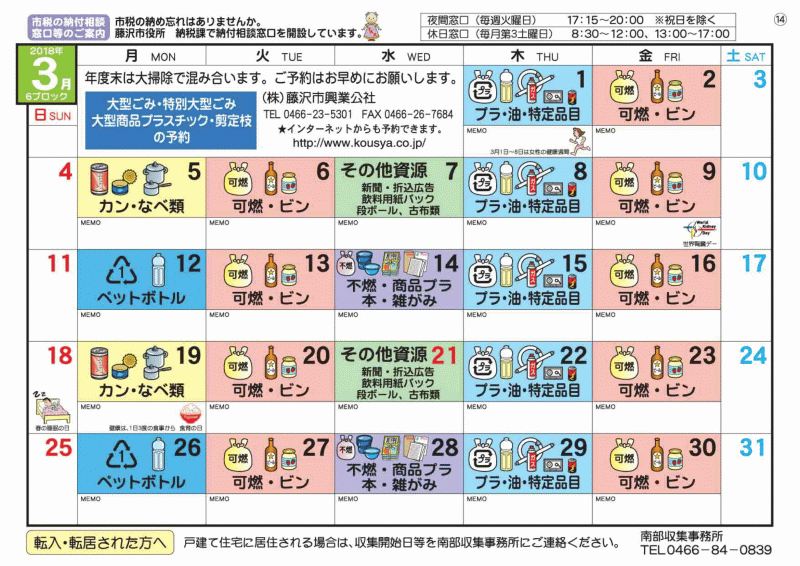 市税の納付相談
窓口等のご案内
市税の納め忘れはありませんか。
藤沢市役所 納税課で納付相談窓口を開設しています。
夜間窓口（毎週火曜日） 17:15～20:00 ※祝日を除く
休日窓口（毎月第3土曜日） 8:30～12:00、13:00～17:00
⑭
2018年
3月
6ブロック
日 SUN
月 MON
火 TUE
水 WED
木 THU
金 FRI
土 SAT
年度末は大掃除で混み合います。ご予約はお早めにお願いします。
大型ごみ・特別大型ごみ
大型商品プラスチック・剪定枝
の予約
（株）藤沢市興業公社
TEL 0466-23-5301 FAX 0466-26-7684
★インターネットからも予約できます。
http://www.kousya.co.jp/
1
プラ
プラ・油・特定品目
MEMO
3月1日～8日は女性の健康週間
2
可燃
可燃・ビン
MEMO
3
4
5
カン・なべ類
MEMO
6
可燃
可燃・ビン
MEMO
その他資源 7
新聞・折込広告
飲料用紙パック
段ボール、古布類
MEMO
8
プラ
プラ・油・特定品目
MEMO
9
可燃
可燃・ビン
MEMO
World
Kidney
Day
世界腎臓デー
10
11
12
1
ペットボトル
MEMO
13
可燃
可燃・ビン
MEMO
14
不燃
不燃・商品プラ
本・雑がみ
MEMO
15
プラ
プラ・油・特定品目
MEMO
16
可燃
可燃・ビン
MEMO
17
18
春の睡眠の日
19
カン・なべ類
MEMO
健康は、1日3度の食事から 食育の日
20
可燃
可燃・ビン
MEMO
その他資源 21
新聞・折込広告
飲料用紙パック
段ボール、古布類
MEMO
22
プラ
プラ・油・特定品目
MEMO
23
可燃
可燃・ビン
MEMO
24
25
26
1
ペットボトル
MEMO
27
可燃
可燃・ビン
MEMO
28
不燃
不燃・商品プラ
本・雑がみ
MEMO
29
プラ
プラ・油・特定品目
MEMO
30
可燃
可燃・ビン
MEMO
31
転入・転居された方へ
戸建て住宅に居住される場合は、収集開始日等を南部収集事務所にご連絡ください。
南部収集事務所
TEL0466-84-0839